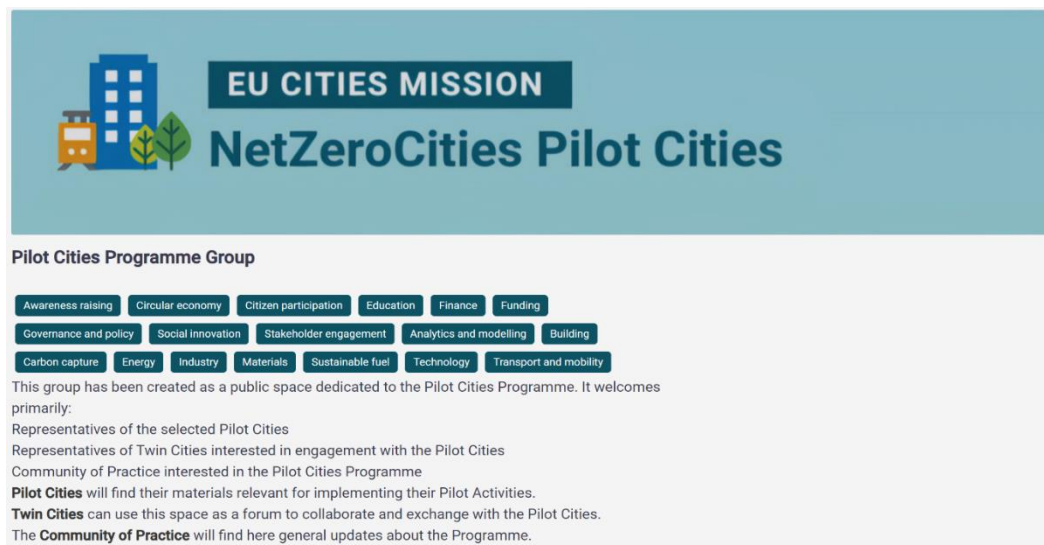 EU CITIES MISSION
NetZeroCities Pilot Cities
Pilot Cities Programme Group
Awareness raising Circular economy Citizen participation Education Finance Funding
Governance and policy Social innovation Stakeholder engagement Analytics and modelling Building
Carbon capture Energy Industry Materials Sustainable fuel Technology Transport and mobility
This group has been created as a public space dedicated to the Pilot Cities Programme. It welcomes
primarily:
Representatives of the selected Pilot Cities
Representatives of Twin Cities interested in engagement with the Pilot Cities
Community of Practice interested in the Pilot Cities Programme
Pilot Cities will find their materials relevant for implementing their Pilot Activities.
Twin Cities can use this space as a forum to collaborate and exchange with the Pilot Cities.
The Community of Practice will find here general updates about the Programme.